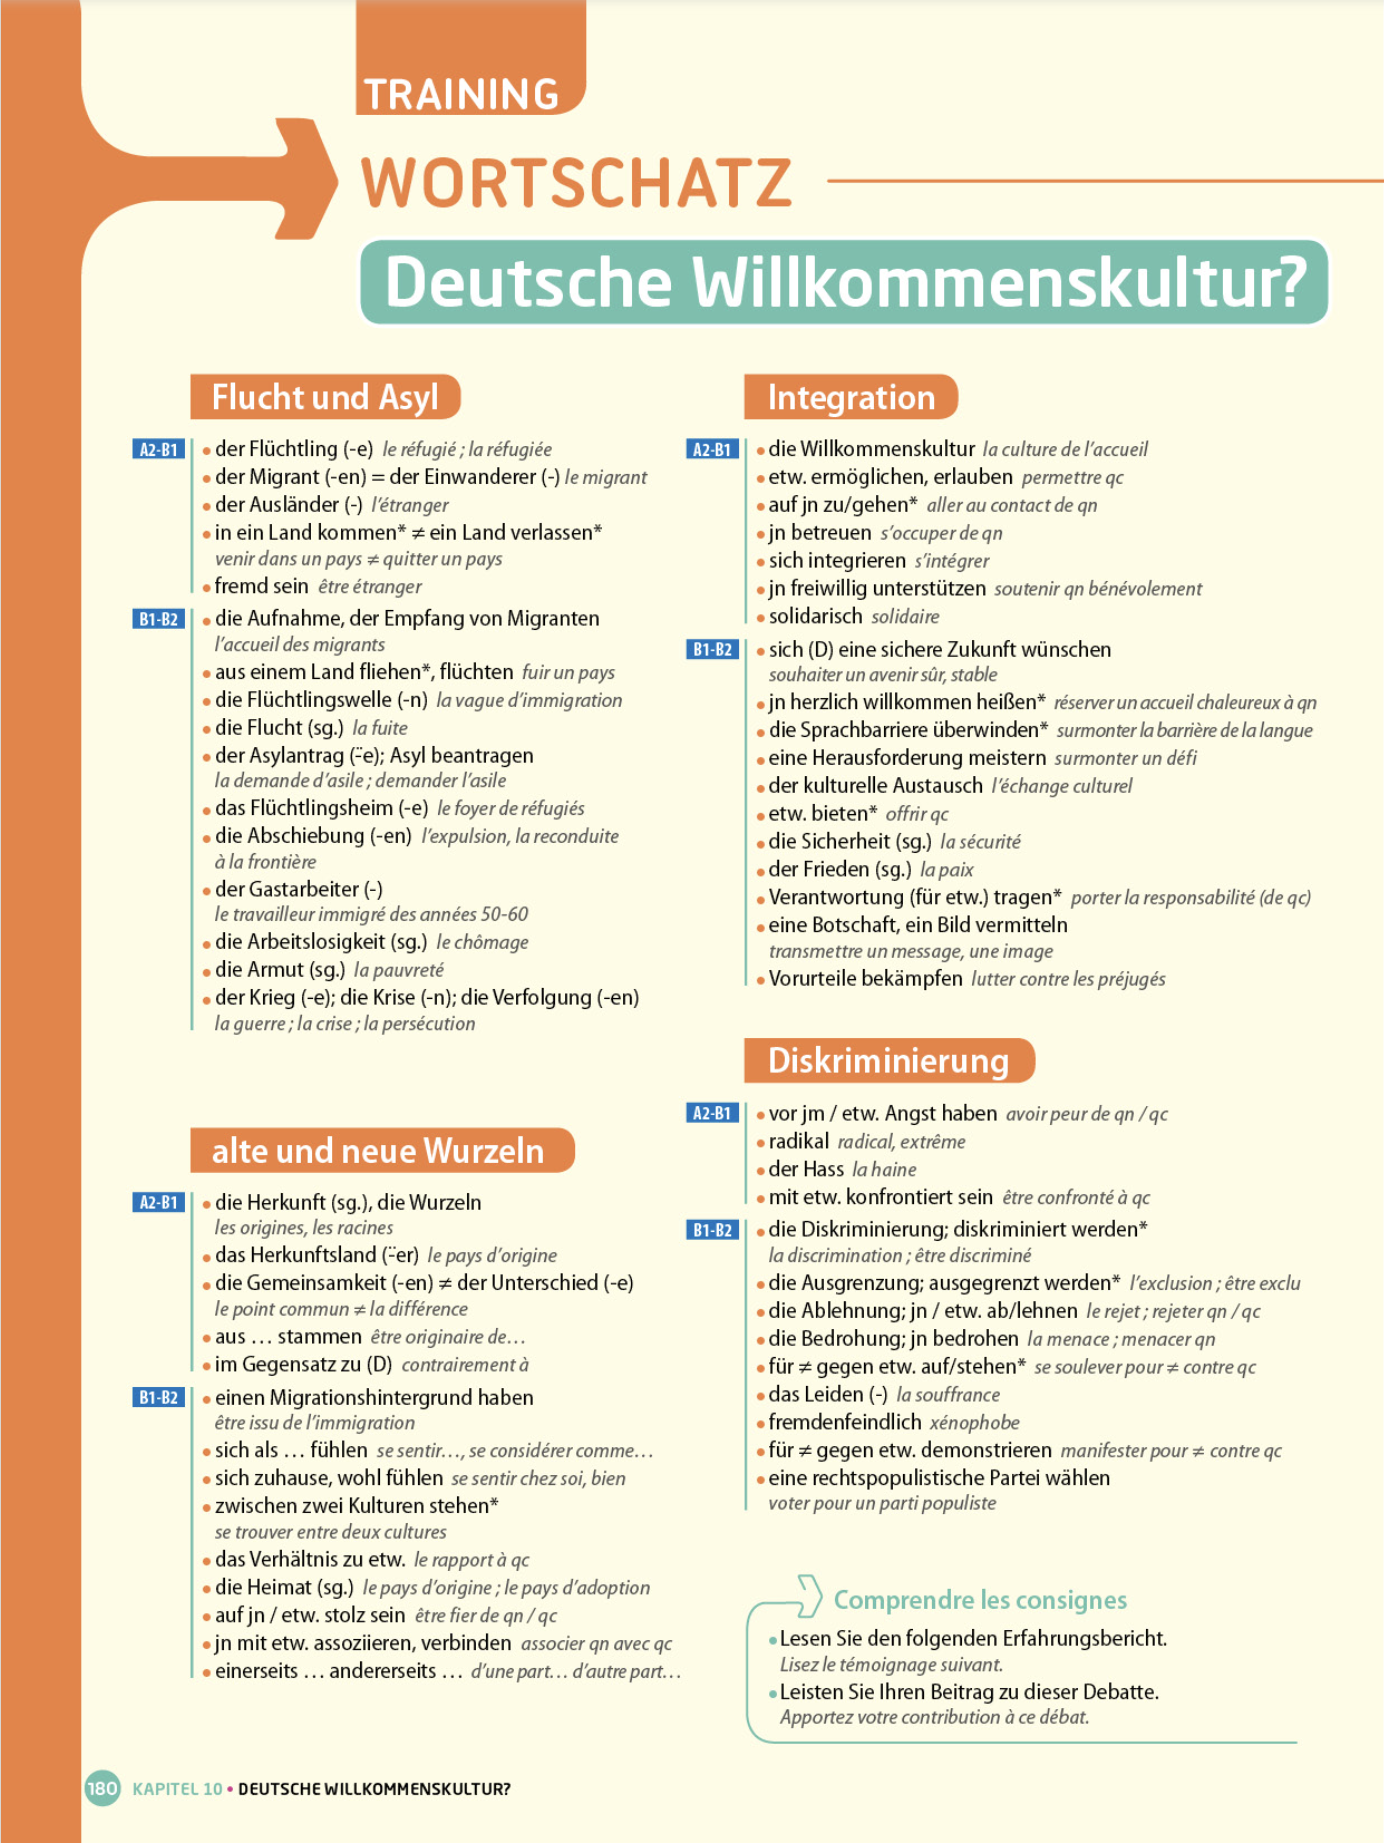 TRAINING
WORTSCHATZ
Deutsche Willkommenskultur?
Flucht und Asyl
A2-B1
• der Flüchtling (-e) le réfugié ; la réfugiée
• der Migrant (-en) = der Einwanderer (-) le migrant
• der Ausländer (-) l’étranger
• in ein Land kommen* ≠ ein Land verlassen*
venir dans un pays ≠ quitter un pays
• fremd sein être étranger
B1-B2
• die Aufnahme, der Empfang von Migranten
l’accueil des migrants
• aus einem Land fliehen*, flüchten fuir un pays
• die Flüchtlingswelle (-n) la vague d’immigration
• die Flucht (sg.) la fuite
• der Asylantrag (¨-e); Asyl beantragen
la demande d’asile ; demander l’asile
• das Flüchtlingsheim (-e) le foyer de réfugiés
• die Abschiebung (-en) l’expulsion, la reconduite
à la frontière
• der Gastarbeiter (-)
le travailleur immigré des années 50-60
• die Arbeitslosigkeit (sg.) le chômage
• die Armut (sg.) la pauvreté
• der Krieg (-e); die Krise (-n); die Verfolgung (-en)
la guerre ; la crise ; la persécution
alte und neue Wurzeln
A2-B1
• die Herkunft (sg.), die Wurzeln
les origines, les racines
• das Herkunftsland (¨-er) le pays d’origine
• die Gemeinsamkeit (-en) ≠ der Unterschied (-e)
le point commun ≠ la différence
• aus … stammen être originaire de…
• im Gegensatz zu (D) contrairement à
B1-B2
• einen Migrationshintergrund haben
être issu de l’immigration
• sich als … fühlen se sentir…, se considérer comme…
• sich zuhause, wohl fühlen se sentir chez soi, bien
• zwischen zwei Kulturen stehen*
se trouver entre deux cultures
• das Verhältnis zu etw. le rapport à qc
• die Heimat (sg.) le pays d’origine ; le pays d’adoption
• auf jn / etw. stolz sein être fier de qn / qc
• jn mit etw. assoziieren, verbinden associer qn avec qc
• einerseits … andererseits … d’une part… d’autre part…
Integration
A2-B1
• die Willkommenskultur la culture de l’accueil
• etw. ermöglichen, erlauben permettre qc
• auf jn zu/gehen* aller au contact de qn
• jn betreuen s’occuper de qn
• sich integrieren s’intégrer
• jn freiwillig unterstützen soutenir qn bénévolement
• solidarisch solidaire
B1-B2
• sich (D) eine sichere Zukunft wünschen
souhaiter un avenir sûr, stable
• jn herzlich willkommen heißen* réserver un accueil chaleureux à qn
• die Sprachbarriere überwinden* surmonter la barrière de la langue
• eine Herausforderung meistern surmonter un défi
• der kulturelle Austausch l’échange culturel
• etw. bieten* offrir qc
• die Sicherheit (sg.) la sécurité
• der Frieden (sg.) la paix
• Verantwortung (für etw.) tragen* porter la responsabilité (de qc)
• eine Botschaft, ein Bild vermitteln
transmettre un message, une image
• Vorurteile bekämpfen lutter contre les préjugés
Diskriminierung
A2-B1
• vor jm / etw. Angst haben avoir peur de qn / qc
• radikal radical, extrême
• der Hass la haine
• mit etw. konfrontiert sein être confronté à qc
B1-B2
• die Diskriminierung; diskriminiert werden*
la discrimination ; être discriminé
• die Ausgrenzung; ausgegrenzt werden* l’exclusion ; être exclu
• die Ablehnung; jn / etw. ab/lehnen le rejet ; rejeter qn / qc
• die Bedrohung; jn bedrohen la menace ; menacer qn
• für ≠ gegen etw. auf/stehen* se soulever pour ≠ contre qc
• das Leiden (-) la souffrance
• fremdenfeindlich xénophobe
• für ≠ gegen etw. demonstrieren manifester pour ≠ contre qc
• eine rechtspopulistische Partei wählen
voter pour un parti populiste
Comprendre les consignes
• Lesen Sie den folgenden Erfahrungsbericht.
Lisez le témoignage suivant.
• Leisten Sie Ihren Beitrag zu dieser Debatte.
Apportez votre contribution à ce débat.
180 KAPITEL 10 • DEUTSCHE WILLKOMMENSKULTUR?